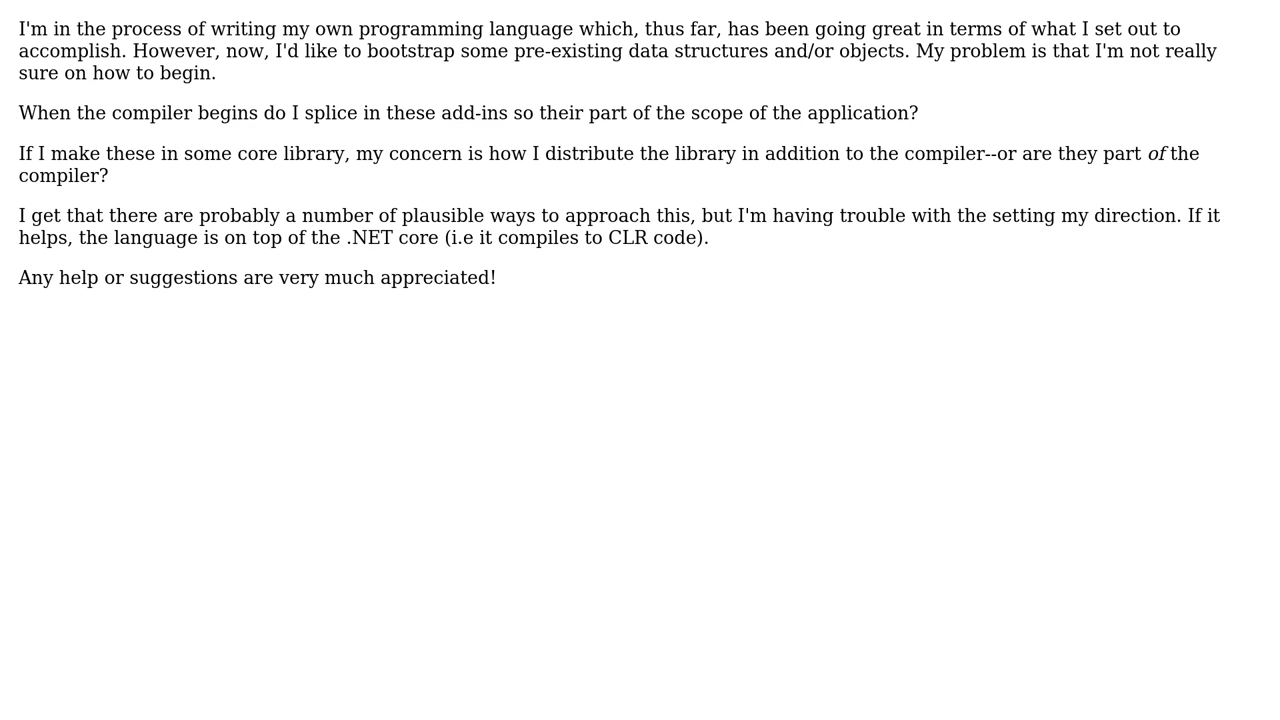 I'm in the process of writing my own programming language which, thus far, has been going great in terms of what I set out to
accomplish. However, now, I'd like to bootstrap some pre-existing data structures and/or objects. My problem is that I'm not really
sure on how to begin.
When the compiler begins do I splice in these add-ins so their part of the scope of the application?
If I make these in some core library, my concern is how I distribute the library in addition to the compiler--or are they part of the
compiler?
I get that there are probably a number of plausible ways to approach this, but I'm having trouble with the setting my direction. If it
helps, the language is on top of the .NET core (i.e it compiles to CLR code).
Any help or suggestions are very much appreciated!